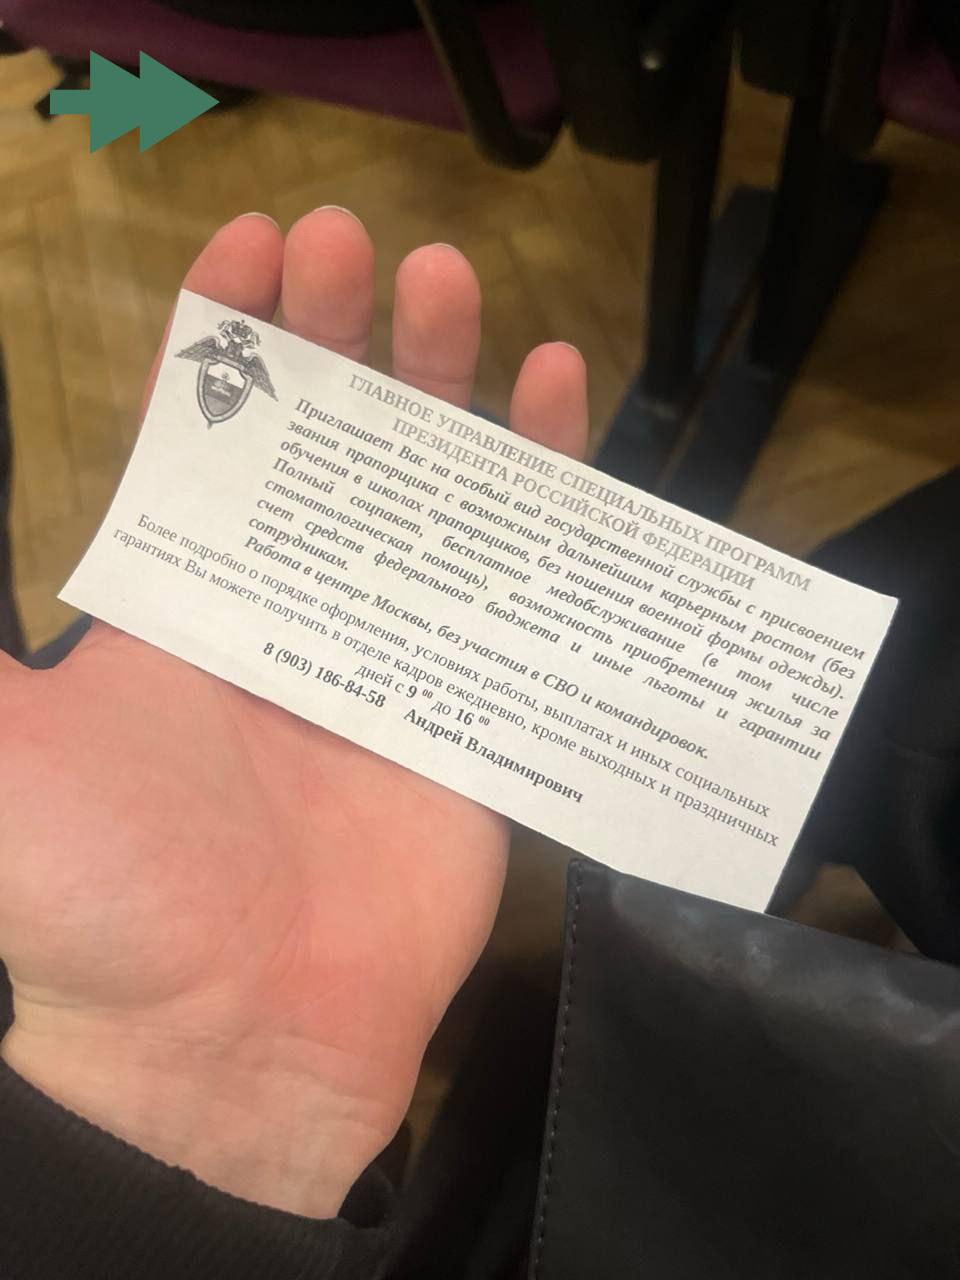 ГЛАВНОЕ УПРАВЛЕНИЕ СПЕЦИАЛЬНЫХ ПРОГРАММ
ПРЕЗИДЕНТА РОССИЙСКОЙ ФЕДЕРАЦИИ
Приглашает Вас на особый вид государственной службы с присвоением
звания прапорщика с возможным дальнейшим карьерным ростом (без
обучения в школах прапорщиков, без ношения военной формы одежды).
Полный соцпакет, бесплатное медобслуживание (в том числе
стоматологическая помощь), возможность приобретения жилья за
счет средств федерального бюджета и иные льготы и гарантии
сотрудникам.
Работа в центре Москвы, без участия в СВО и командировок.
Более подробно о порядке оформления, условиях работы, выплатах и иных социальных
гарантиях Вы можете получить в отделе кадров ежедневно, кроме выходных и праздничных
дней с 9 00 до 16 00
8 (903) 186-84-58 Андрей Владимирович